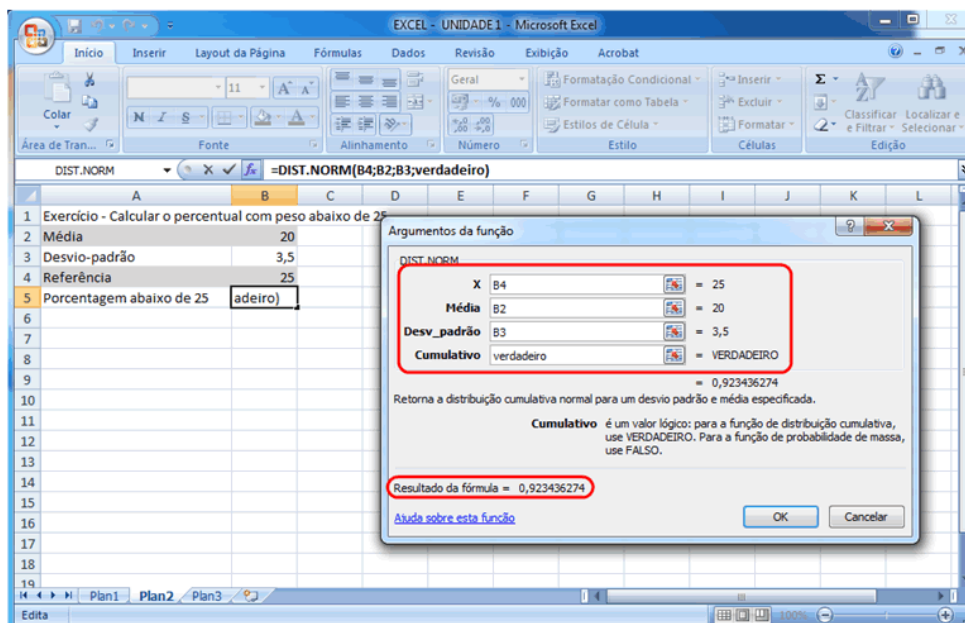 EXCEL - UNIDADE 1 - Microsoft Excel
Início Inserir Layout da Página Fórmulas Dados Revisão Exibição Acrobat
Colar
11 A A
N I S
Geral
% 000
Formatação Condicional
Formatar como Tabela
Estilos de Célula
Inserir
Excluir
Formatar
Σ
Classificar e Filtrar
Localizar e Selecionar
Área de Tran... Fonte Alinhamento Número Estilo Células Edição
DIST.NORM fx =DIST.NORM(B4;B2;B3;verdadeiro)
A B C D E F G H I J K L
1 Exercício - Calcular o percentual com peso abaixo de 25
2 Média 20
3 Desvio-padrão 3,5
4 Referência 25
5 Porcentagem abaixo de 25 adeiro)
6
7
8
9
10
11
12
13
14
15
16
17
18
19
Argumentos da função
DIST.NORM
X B4 = 25
Média B2 = 20
Desv_padrão B3 = 3,5
Cumulativo verdadeiro = VERDADEIRO
= 0,923436274
Retorna a distribuição cumulativa normal para um desvio padrão e média especificada.
Cumulativo é um valor lógico: para a função de distribuição cumulativa,
use VERDADEIRO. Para a função de probabilidade de massa,
use FALSO.
Resultado da fórmula = 0,923436274
Ajuda sobre esta função OK Cancelar
Plan1 Plan2 Plan3
Edita 100%